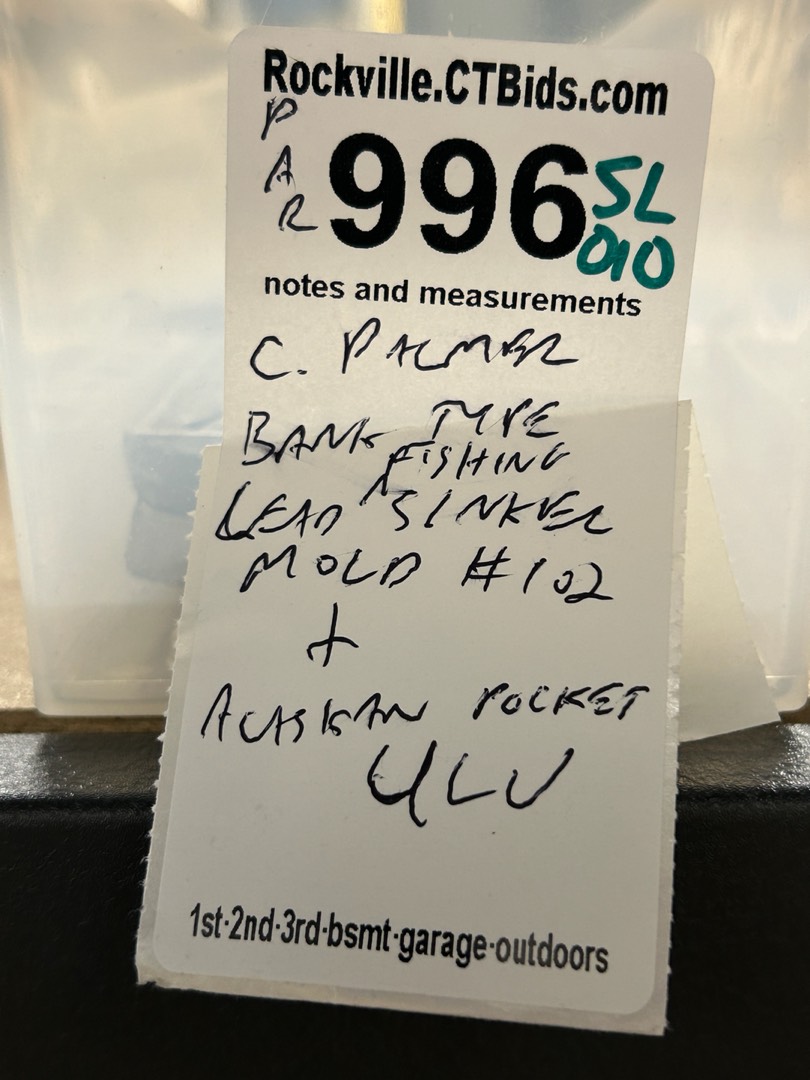 Rockville.CTBids.com
PAR
996
SL
010
notes and measurements
C. PALMER
BANK TYPE
FISHING
LEAD ^ SINKER
MOLD #102
+
ALASKAN POCKET
ULU
1st·2nd·3rd·bsmt·garage·outdoors